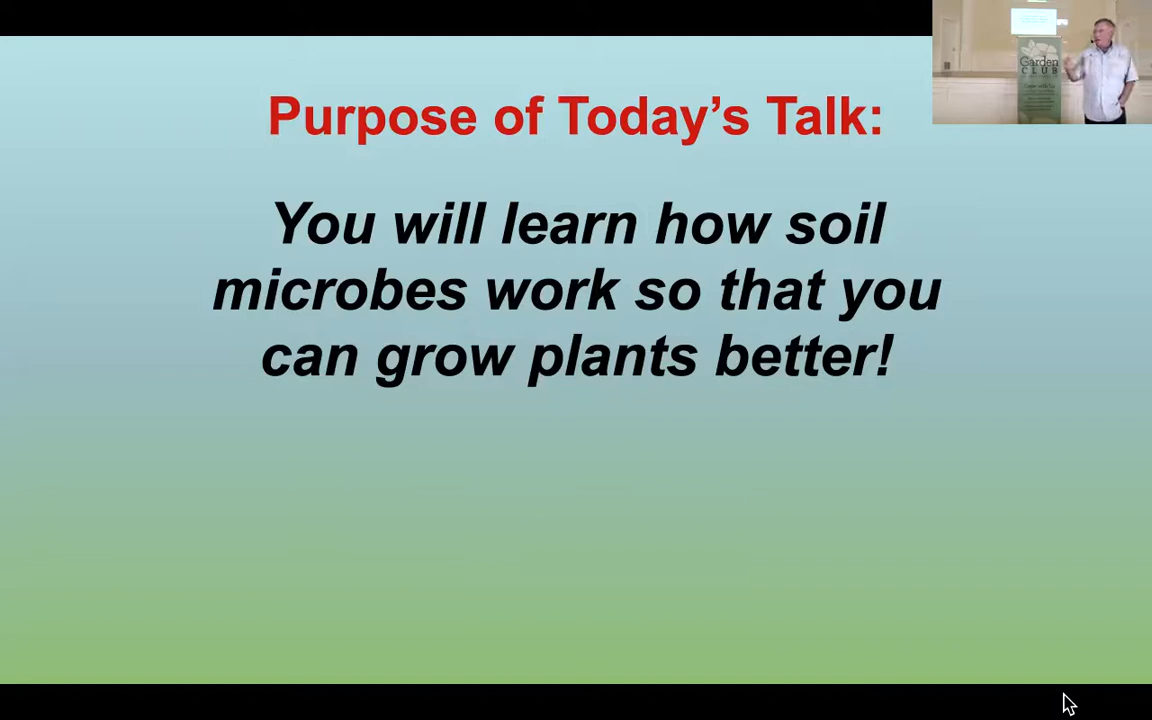 Purpose of Today’s Talk:
You will learn how soil
microbes work so that you
can grow plants better!
Garden
CLUB